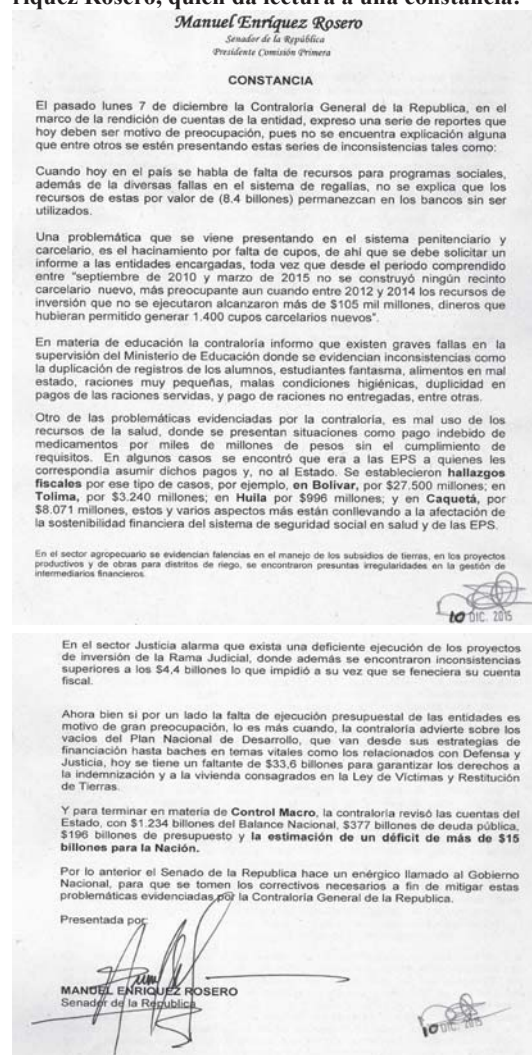 ríquez Rosero, quien da lectura a una constancia:
Manuel Enríquez Rosero
Senador de la República
Presidente Comisión Primera
CONSTANCIA
El pasado lunes 7 de diciembre la Contraloría General de la Republica, en el
marco de la rendición de cuentas de la entidad, expreso una serie de reportes que
hoy deben ser motivo de preocupación, pues no se encuentra explicación alguna
que entre otros se estén presentando estas series de inconsistencias tales como:
Cuando hoy en el país se habla de falta de recursos para programas sociales,
además de la diversas fallas en el sistema de regalías, no se explica que los
recursos de estas por valor de (8.4 billones) permanezcan en los bancos sin ser
utilizados.
Una problemática que se viene presentando en el sistema penitenciario y
carcelario, es el hacinamiento por falta de cupos, de ahí que se debe solicitar un
informe a las entidades encargadas, toda vez que desde el periodo comprendido
entre "septiembre de 2010 y marzo de 2015 no se construyó ningún recinto
carcelario nuevo, más preocupante aun cuando entre 2012 y 2014 los recursos de
inversión que no se ejecutaron alcanzaron más de $105 mil millones, dineros que
hubieran permitido generar 1.400 cupos carcelarios nuevos".
En materia de educación la contraloría informo que existen graves fallas en la
supervisión del Ministerio de Educación donde se evidencian inconsistencias como
la duplicación de registros de los alumnos, estudiantes fantasma, alimentos en mal
estado, raciones muy pequeñas, malas condiciones higiénicas, duplicidad en
pagos de las raciones servidas, y pago de raciones no entregadas, entre otras.
Otro de las problemáticas evidenciadas por la contraloría, es mal uso de los
recursos de la salud, donde se presentan situaciones como pago indebido de
medicamentos por miles de millones de pesos sin el cumplimiento de
requisitos. En algunos casos se encontró que era a las EPS a quienes les
correspondía asumir dichos pagos y, no al Estado. Se establecieron hallazgos
fiscales por ese tipo de casos, por ejemplo, en Bolivar, por $27.500 millones; en
Tolima, por $3.240 millones; en Huila por $996 millones; y en Caquetá, por
$8.071 millones, estos y varios aspectos más están conllevando a la afectación de
la sostenibilidad financiera del sistema de seguridad social en salud y de las EPS.
En el sector agropecuario se evidencian falencias en el manejo de los subsidios de tierras, en los proyectos
productivos y de obras para distritos de riego, se encontraron presuntas irregularidades en la gestión de
intermediarios financieros.
10 DIC. 2015
En el sector Justicia alarma que exista una deficiente ejecución de los proyectos
de inversión de la Rama Judicial, donde además se encontraron inconsistencias
superiores a los $4,4 billones lo que impidió a su vez que se feneciera su cuenta
fiscal.
Ahora bien si por un lado la falta de ejecución presupuestal de las entidades es
motivo de gran preocupación, lo es más cuando, la contraloría advierte sobre los
vacíos del Plan Nacional de Desarrollo, que van desde sus estrategias de
financiación hasta baches en temas vitales como los relacionados con Defensa y
Justicia, hoy se tiene un faltante de $33,6 billones para garantizar los derechos a
la indemnización y a la vivienda consagrados en la Ley de Víctimas y Restitución
de Tierras.
Y para terminar en materia de Control Macro, la contraloría revisó las cuentas del
Estado, con $1.234 billones del Balance Nacional, $377 billones de deuda pública,
$196 billones de presupuesto y la estimación de un déficit de más de $15
billones para la Nación.
Por lo anterior el Senado de la Republica hace un enérgico llamado al Gobierno
Nacional, para que se tomen los correctivos necesarios a fin de mitigar estas
problemáticas evidenciadas por la Contraloría General de la Republica.
Presentada por:
MANUEL ENRIQUEZ ROSERO
Senador de la Republica
10 DIC. 2015